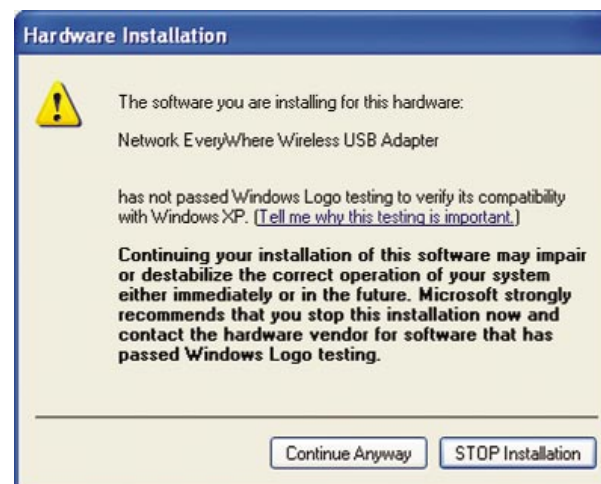 Hardware Installation
The software you are installing for this hardware:
Network EveryWhere Wireless USB Adapter
has not passed Windows Logo testing to verify its compatibility
with Windows XP. (Tell me why this testing is important.)
Continuing your installation of this software may impair
or destabilize the correct operation of your system
either immediately or in the future. Microsoft strongly
recommends that you stop this installation now and
contact the hardware vendor for software that has
passed Windows Logo testing.
Continue Anyway
STOP Installation